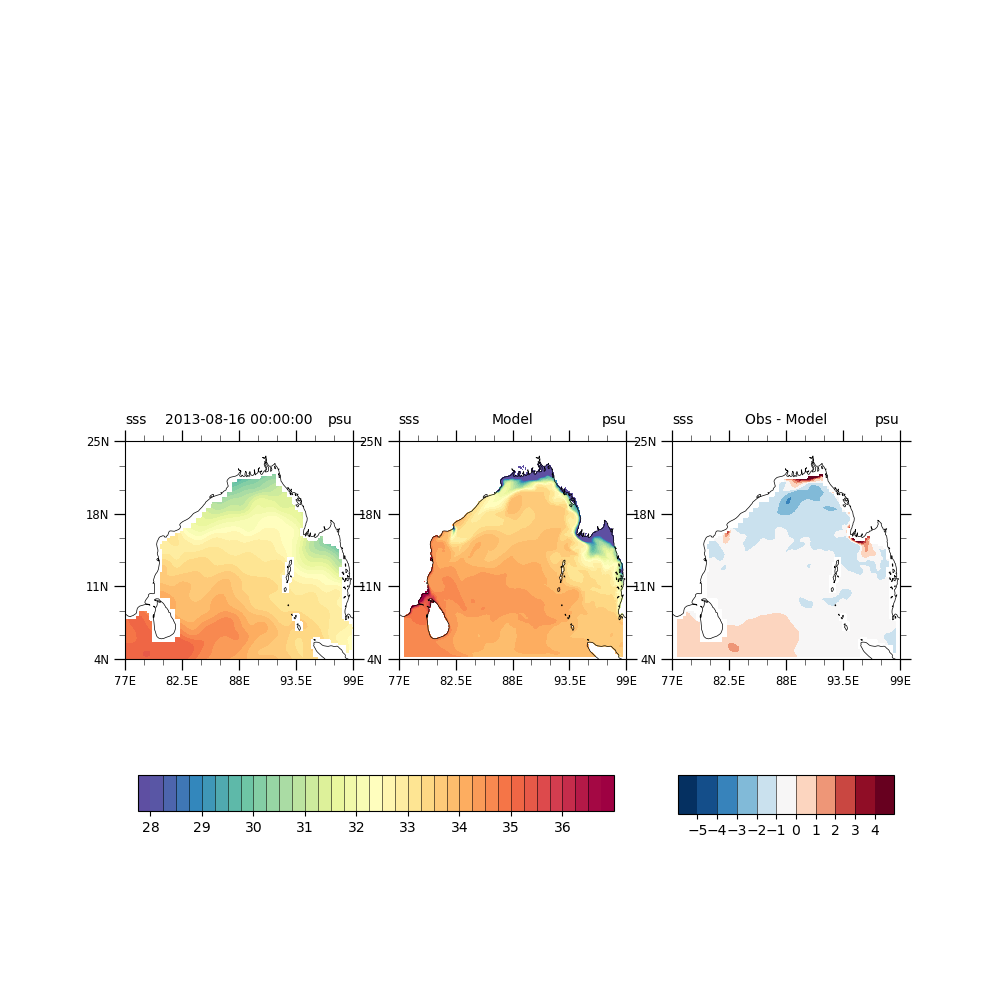 sss 2013-08-16 00:00:00 psu
sss Model psu
sss Obs - Model psu
25N
18N
11N
4N
77E 82.5E 88E 93.5E 99E
25N
18N
11N
4N
77E 82.5E 88E 93.5E 99E
25N
18N
11N
4N
77E 82.5E 88E 93.5E 99E
28 29 30 31 32 33 34 35 36
−5 −4 −3 −2 −1 0 1 2 3 4